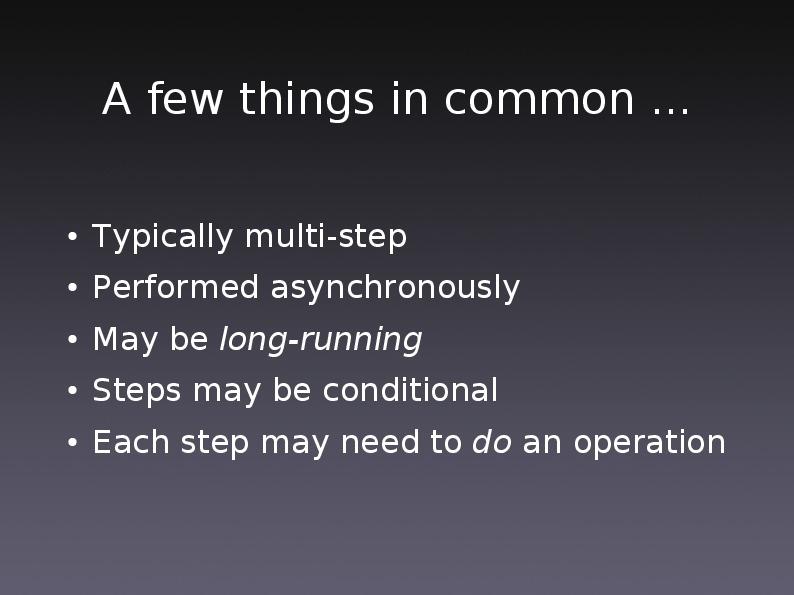 A few things in common ...
• Typically multi-step
• Performed asynchronously
• May be long-running
• Steps may be conditional
• Each step may need to do an operation